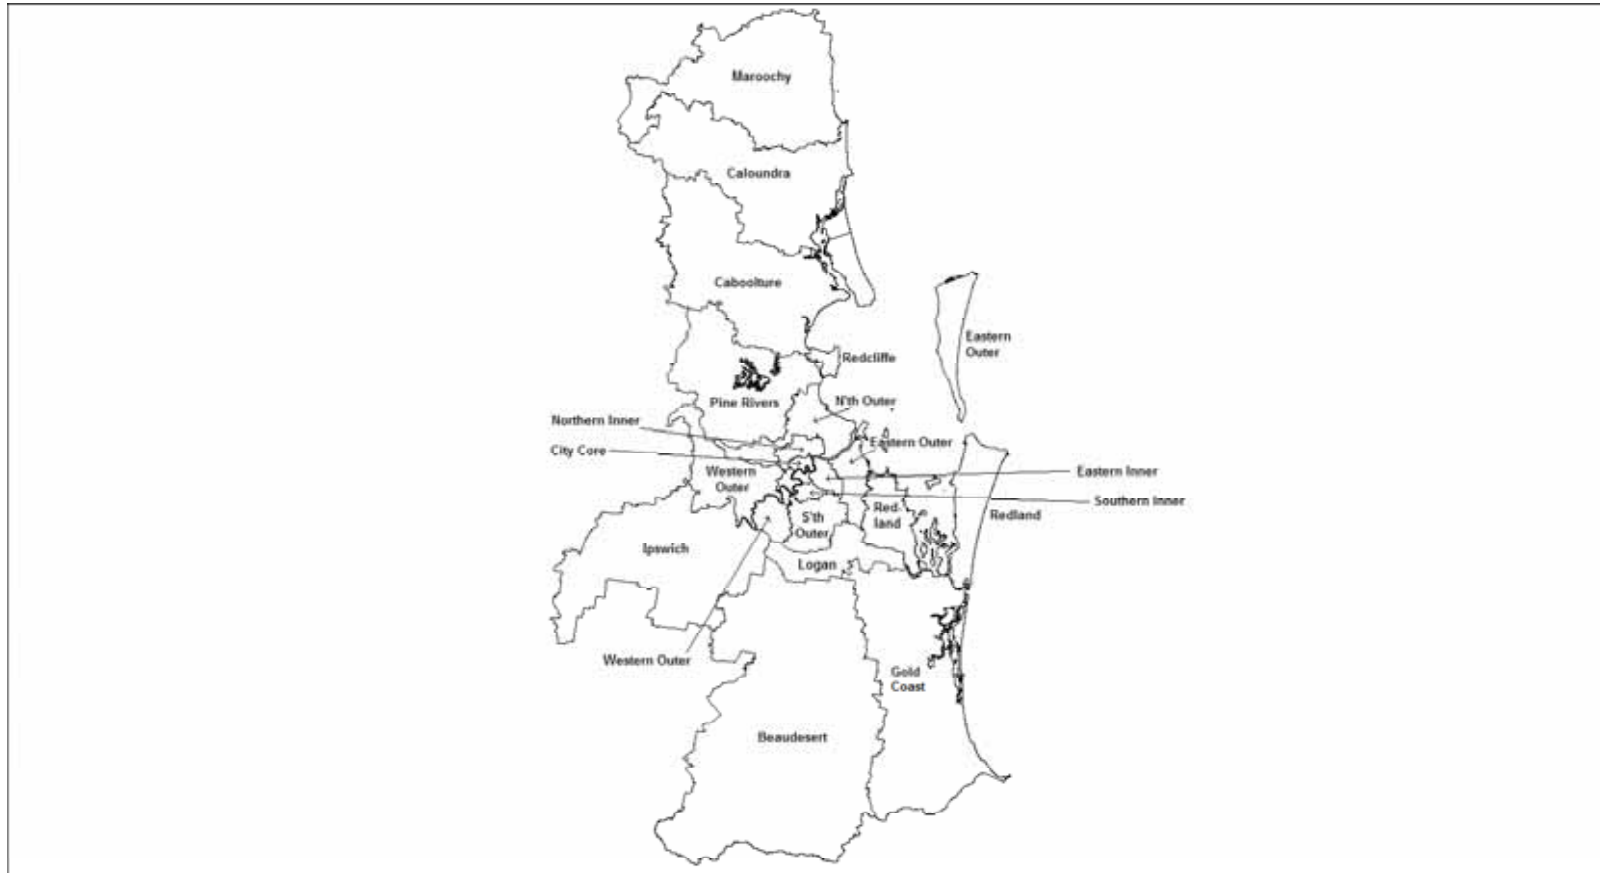 Maroochy
Caloundra
Caboolture
Eastern
Outer
Redcliffe
Pine Rivers
N'th Outer
Northern Inner
Eastern Outer
City Core
Western
Outer
Eastern Inner
Southern Inner
Red-
land
Redland
S'th
Outer
Ipswich
Logan
Western Outer
Gold
Coast
Beaudesert